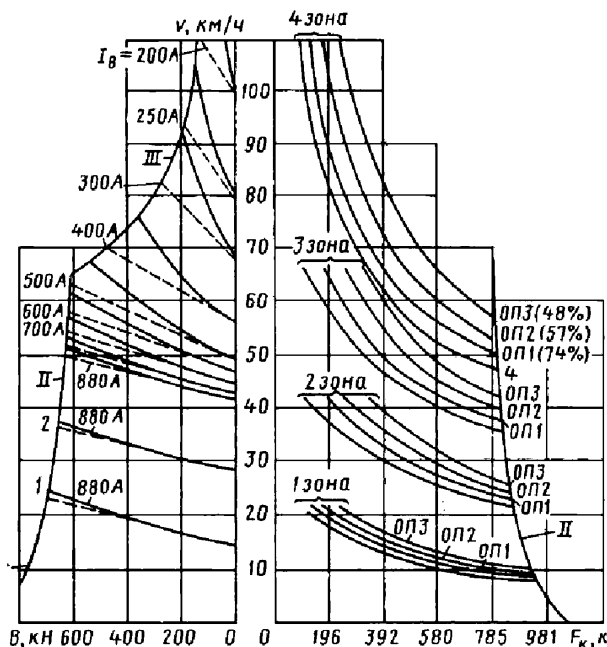 v, км/ч
4 зона
Iв = 200А
100
250А
90
III
300А
80
400А
70
3 зона
500А
60
ОП3 (48%)
600А
ОП2 (57%)
700А
50
ОП1 (74%)
4
II
880А
ОП3
2 зона
40
ОП2
ОП1
2
880А
30
ОП3
ОП2
1 зона
ОП1
1
880А
20
ОП3
ОП2
ОП1
II
10
B, кН 600 400 200 0 0 196 392 580 785 981 Fк, к